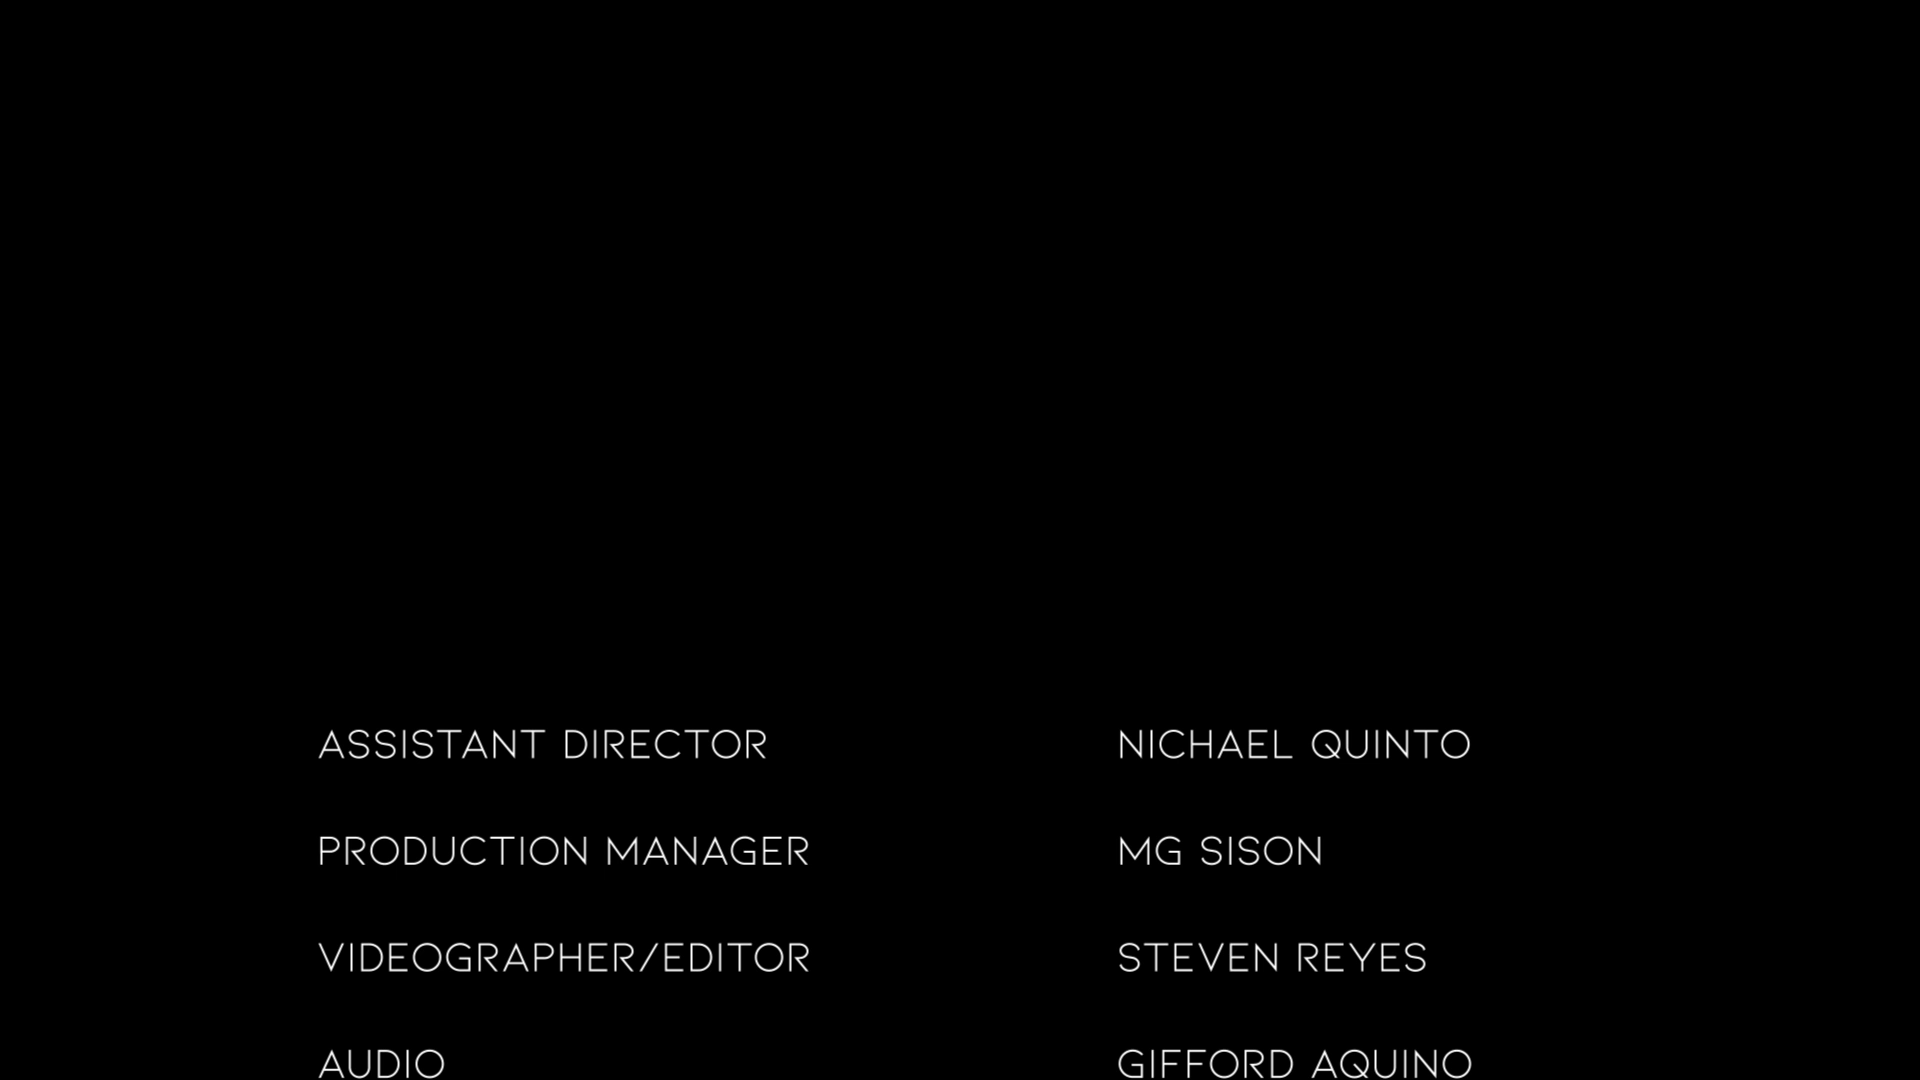 ASSISTANT DIRECTOR NICHAEL QUINTO
PRODUCTION MANAGER MG SISON
VIDEOGRAPHER/EDITOR STEVEN REYES
AUDIO GIFFORD AQUINO